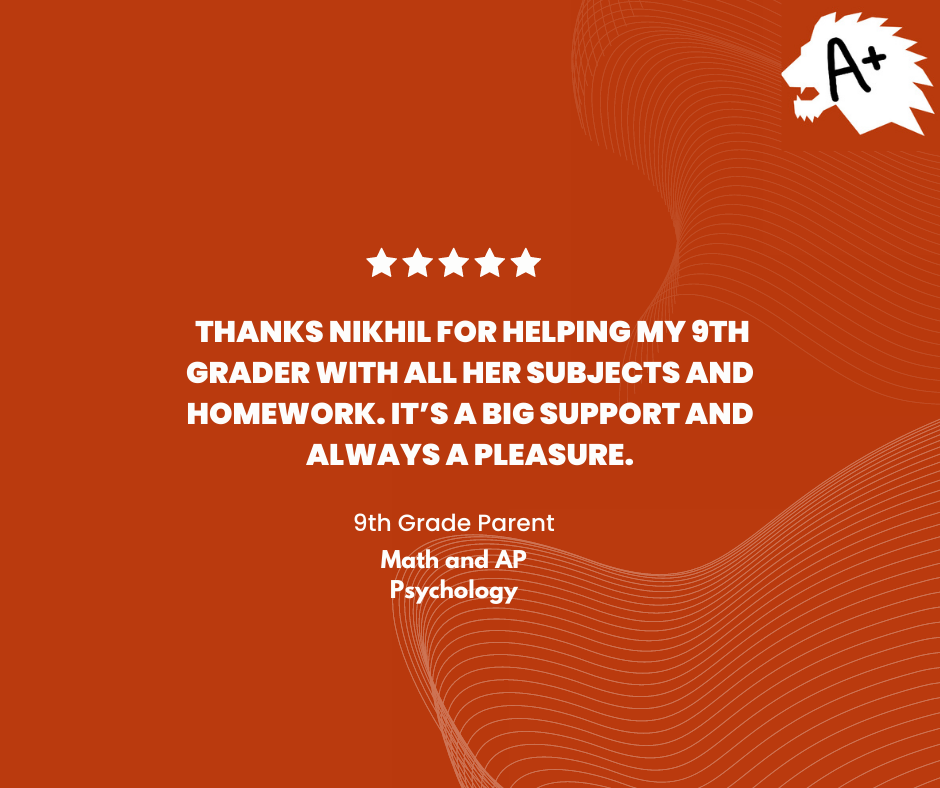 A+
THANKS NIKHIL FOR HELPING MY 9TH
GRADER WITH ALL HER SUBJECTS AND
HOMEWORK. IT’S A BIG SUPPORT AND
ALWAYS A PLEASURE.
9th Grade Parent
Math and AP
Psychology